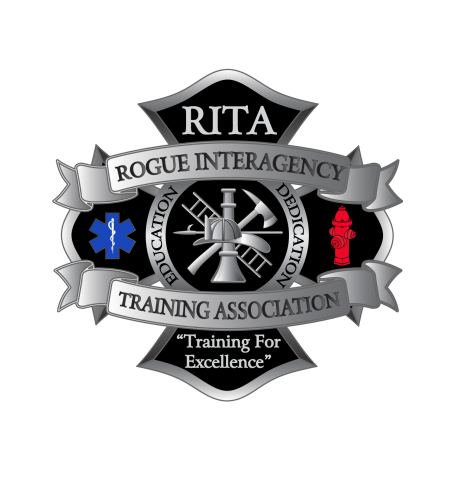 RITA
ROGUE INTERAGENCY
EDUCATION
DEDICATION
TRAINING ASSOCIATION
“Training For
Excellence”